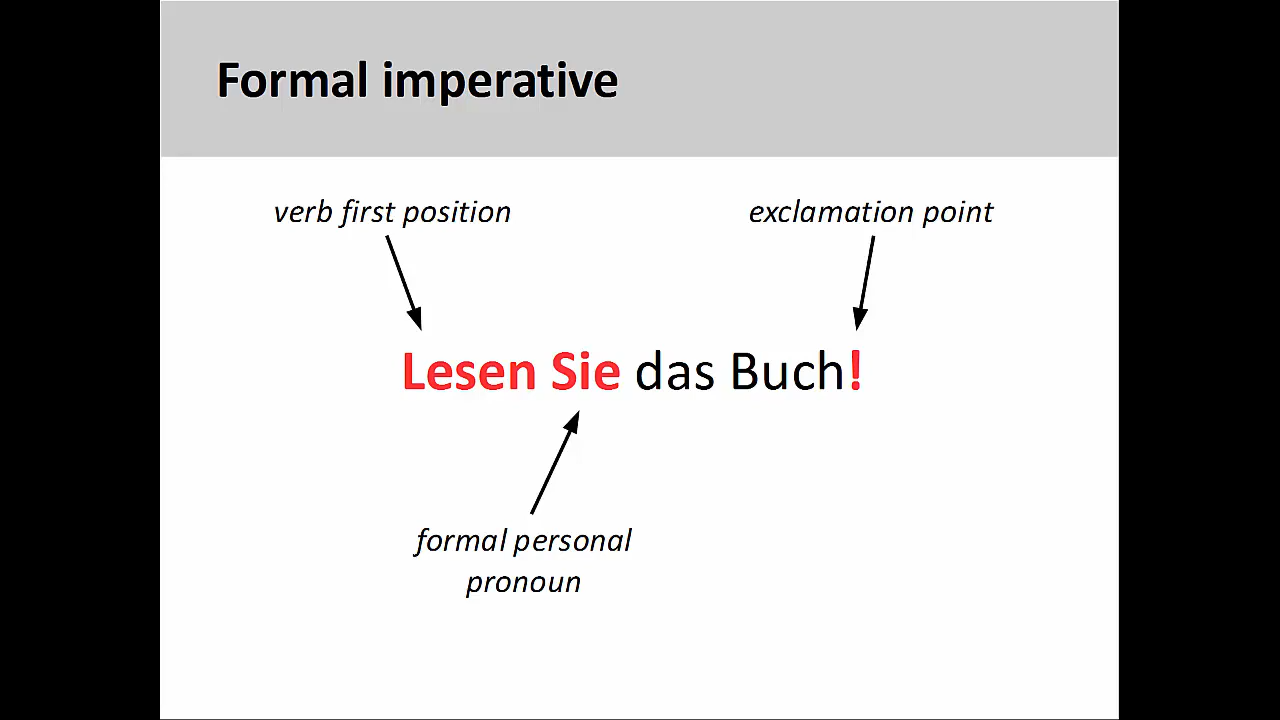 Formal imperative
verb first position
exclamation point
Lesen Sie das Buch!
formal personal
pronoun